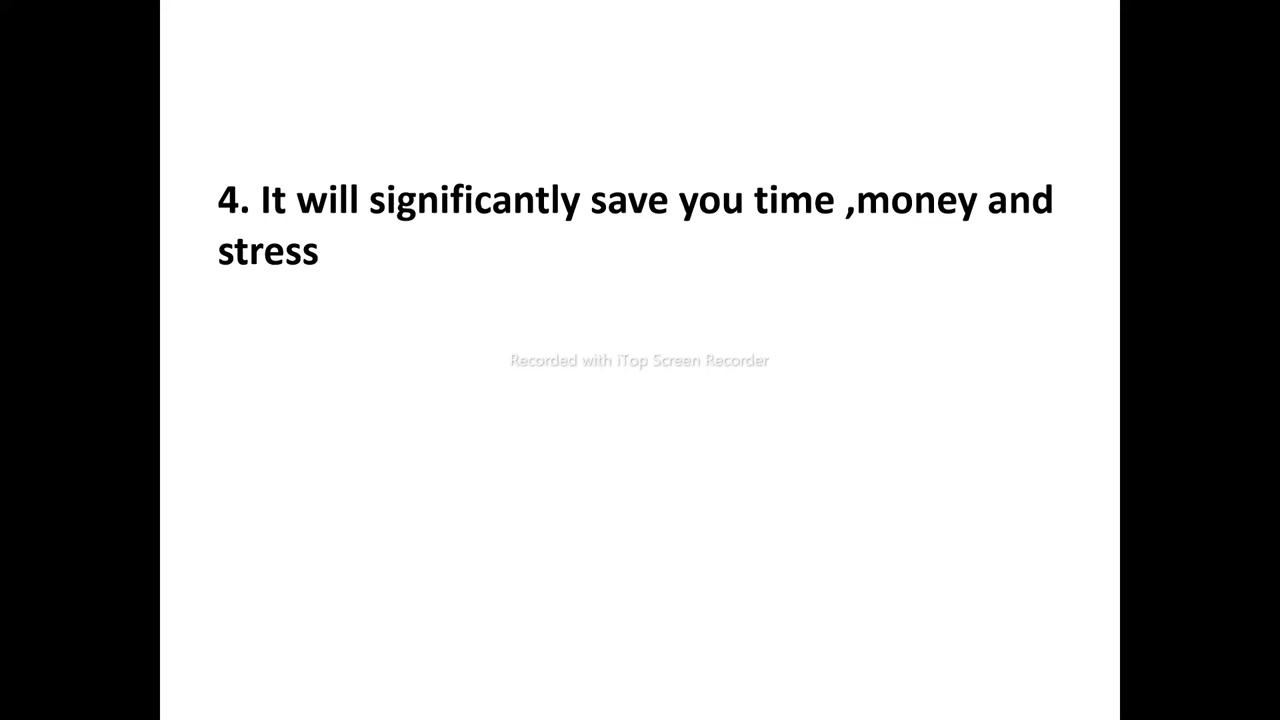 4. It will significantly save you time ,money and
stress
Recorded with iTop Screen Recorder